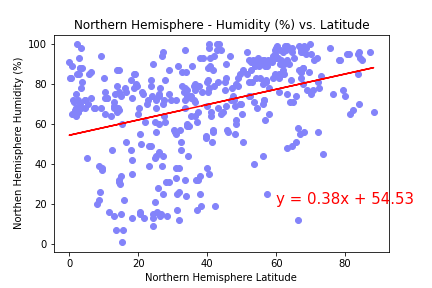 Northern Hemisphere - Humidity (%) vs. Latitude
100
80
60
40
20
0
Northern Hemisphere Humidity (%)
y = 0.38x + 54.53
0 20 40 60 80
Northern Hemisphere Latitude